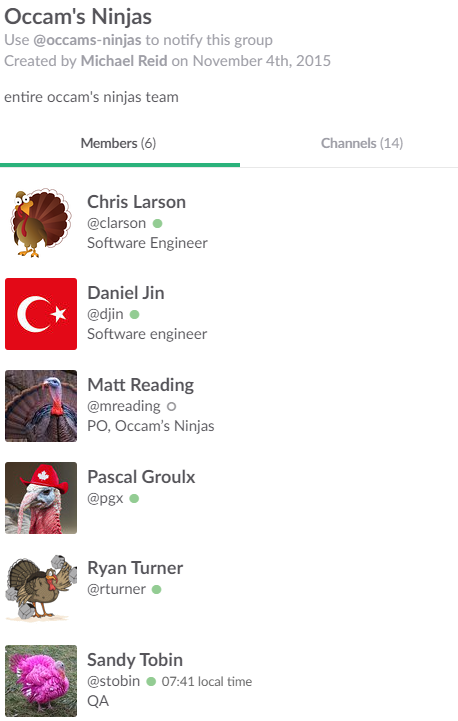 Occam's Ninjas
Use @occams-ninjas to notify this group
Created by Michael Reid on November 4th, 2015
entire occam's ninjas team
Members (6)
Channels (14)
Chris Larson
@clarson
Software Engineer
Daniel Jin
@djin
Software engineer
Matt Reading
@mreading
PO, Occam’s Ninjas
Pascal Groulx
@pgx
Ryan Turner
@rturner
Sandy Tobin
@stobin 07:41 local time
QA